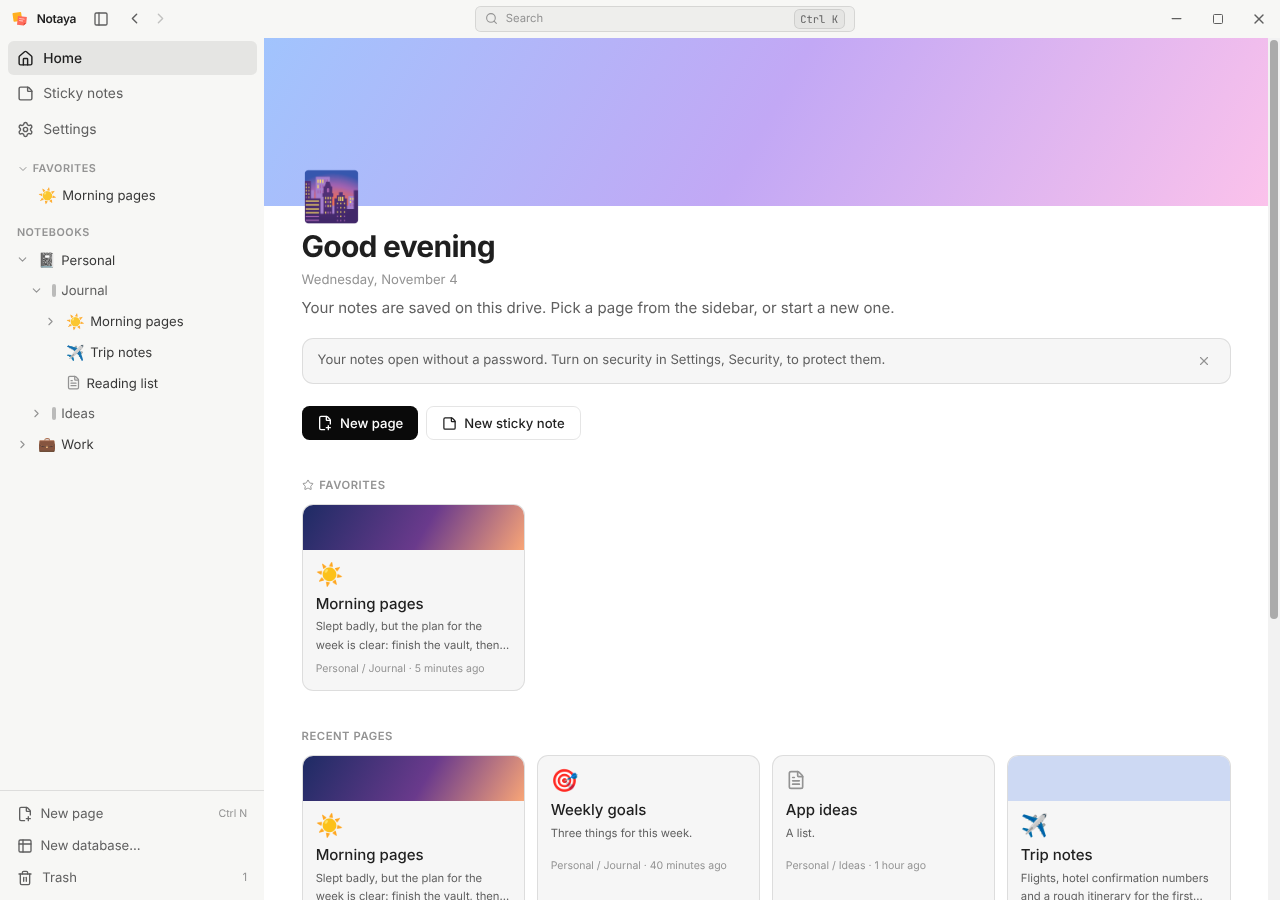 Notaya
Search
Ctrl K
Home
Sticky notes
Settings
FAVORITES
Morning pages
NOTEBOOKS
Personal
Journal
Morning pages
Trip notes
Reading list
Ideas
Work
New page
Ctrl N
New database...
Trash
1
Good evening
Wednesday, November 4
Your notes are saved on this drive. Pick a page from the sidebar, or start a new one.
Your notes open without a password. Turn on security in Settings, Security, to protect them.
New page
New sticky note
FAVORITES
Morning pages
Slept badly, but the plan for the
week is clear: finish the vault, then...
Personal / Journal · 5 minutes ago
RECENT PAGES
Morning pages
Slept badly, but the plan for the
week is clear: finish the vault, then...
Weekly goals
Three things for this week.
Personal / Journal · 40 minutes ago
App ideas
A list.
Personal / Ideas · 1 hour ago
Trip notes
Flights, hotel confirmation numbers
and a rough itinerary for the first...